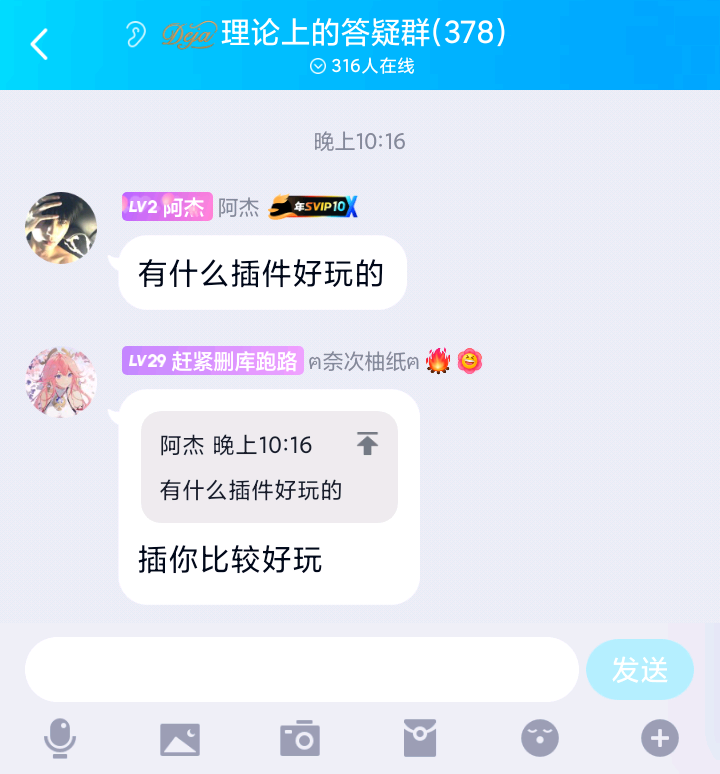 Deja 理论上的答疑群(378)
316人在线
晚上10:16
LV2 阿杰 阿杰 年SVIP10X
有什么插件好玩的
LV29 赶紧删库跑路 ฅ奈次柚纸ฅ
阿杰 晚上10:16
有什么插件好玩的
插你比较好玩
发送